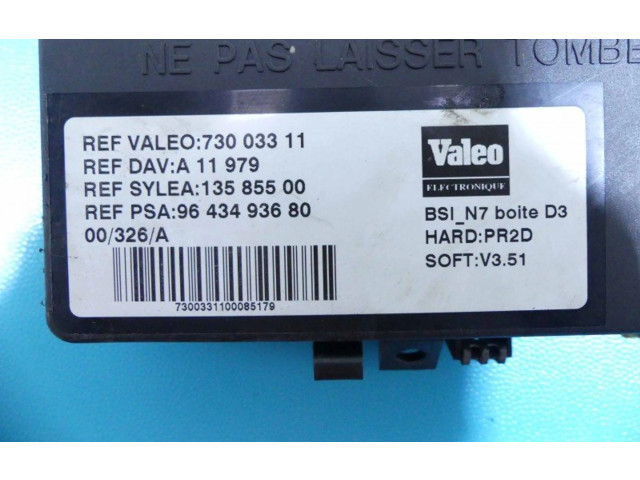 NE PAS LAISSER TOMBE
REF VALEO:730 033 11
REF DAV:A 11 979
REF SYLEA:135 855 00
REF PSA:96 434 936 80
00/326/A
7300331100085179
Valeo
ELECTRONIQUE
BSI_N7 boite D3
HARD:PR2D
SOFT:V3.51